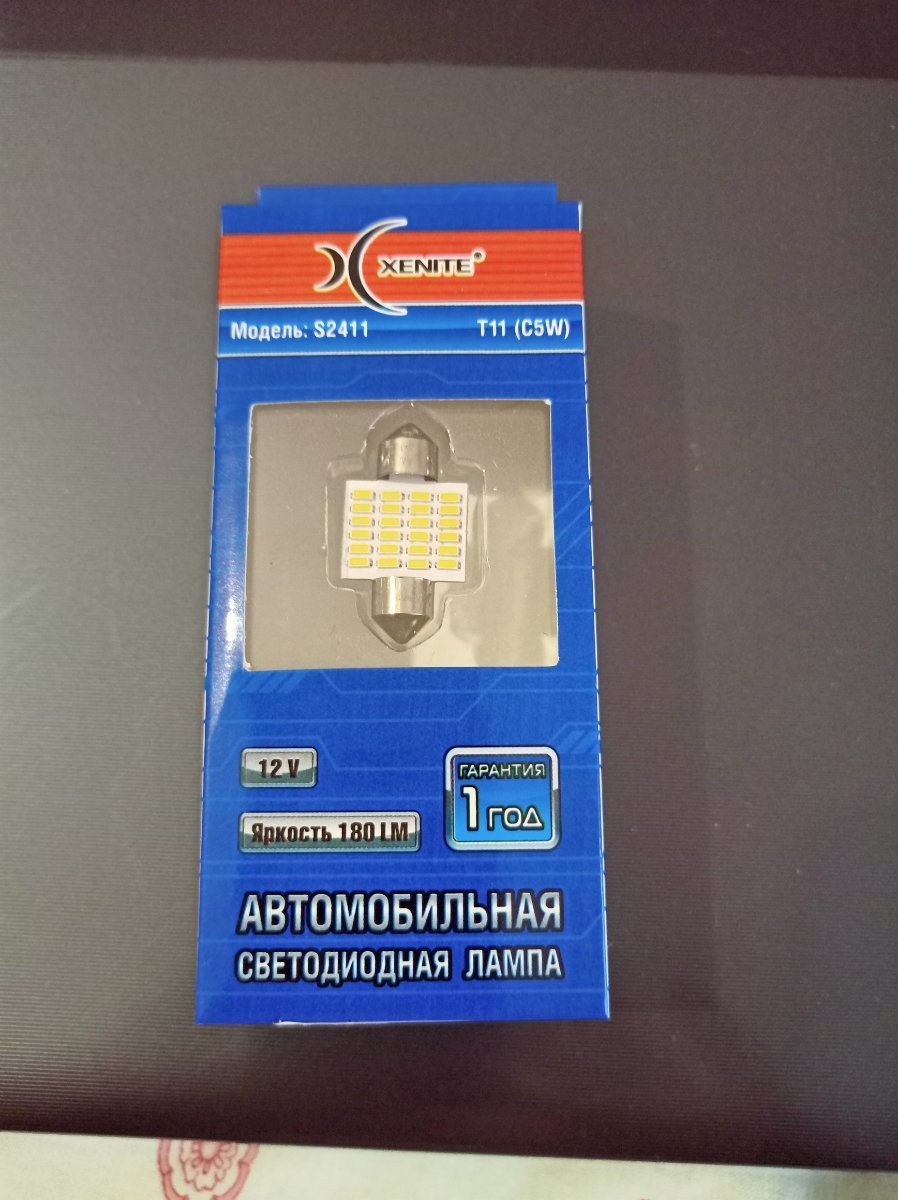 XENITE®
Модель: S2411 T11 (C5W)
12 V
ГАРАНТИЯ
1 ГОД
Яркость 180 LM
АВТОМОБИЛЬНАЯ
СВЕТОДИОДНАЯ ЛАМПА